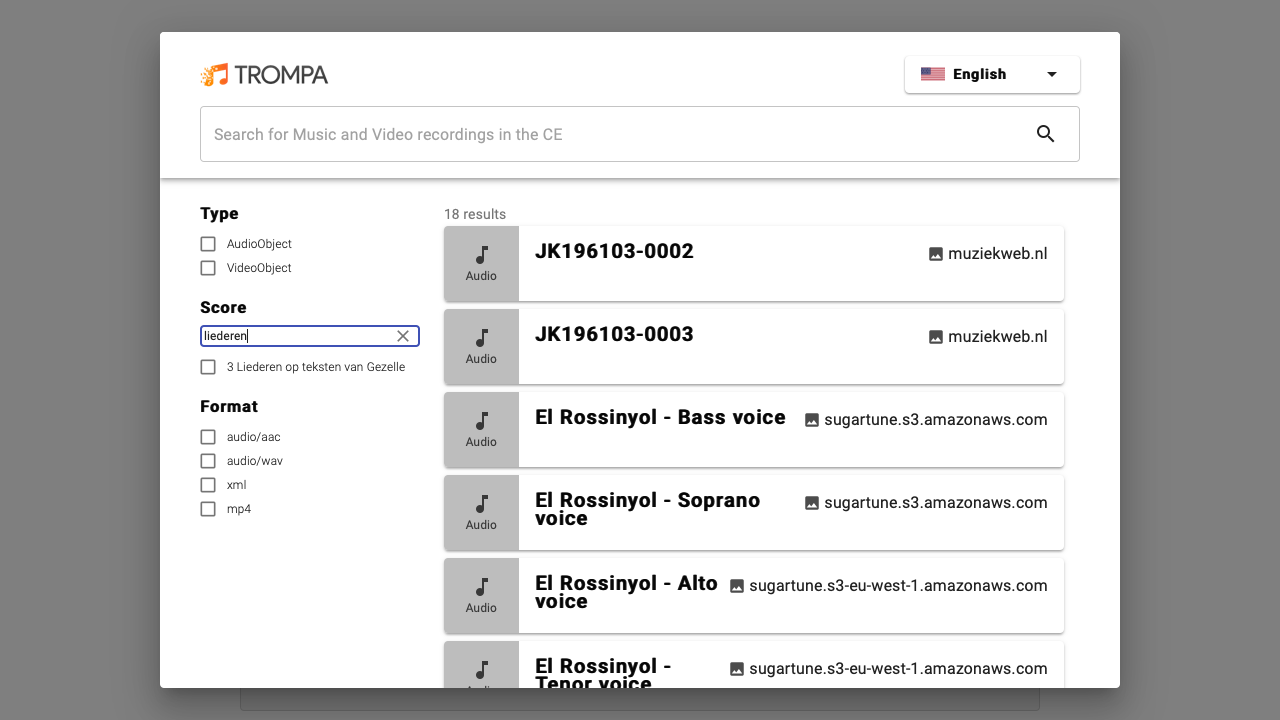 TROMPA
English
Search for Music and Video recordings in the CE
Type
AudioObject
VideoObject
Score
liederen
3 Liederen op teksten van Gezelle
Format
audio/aac
audio/wav
xml
mp4
18 results
Audio
JK196103-0002
muziekweb.nl
Audio
JK196103-0003
muziekweb.nl
Audio
El Rossinyol - Bass voice
sugartune.s3.amazonaws.com
Audio
El Rossinyol - Soprano
voice
sugartune.s3.amazonaws.com
Audio
El Rossinyol - Alto
voice
sugartune.s3-eu-west-1.amazonaws.com
Audio
El Rossinyol -
Tenor voice
sugartune.s3-eu-west-1.amazonaws.com